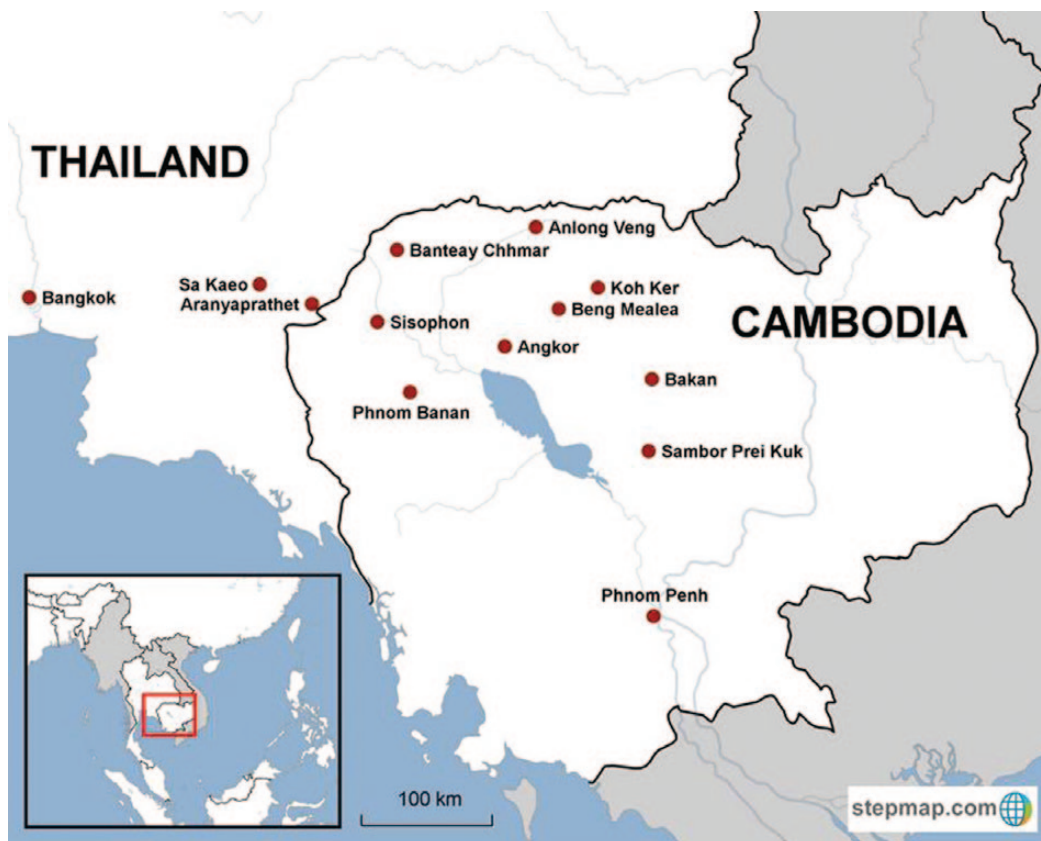 THAILAND
Anlong Veng
Banteay Chhmar
Sa Kaeo
Koh Ker
Bangkok
Aranyaprathet
Beng Mealea
Sisophon
CAMBODIA
Angkor
Bakan
Phnom Banan
Sambor Prei Kuk
Phnom Penh
100 km
stepmap.com